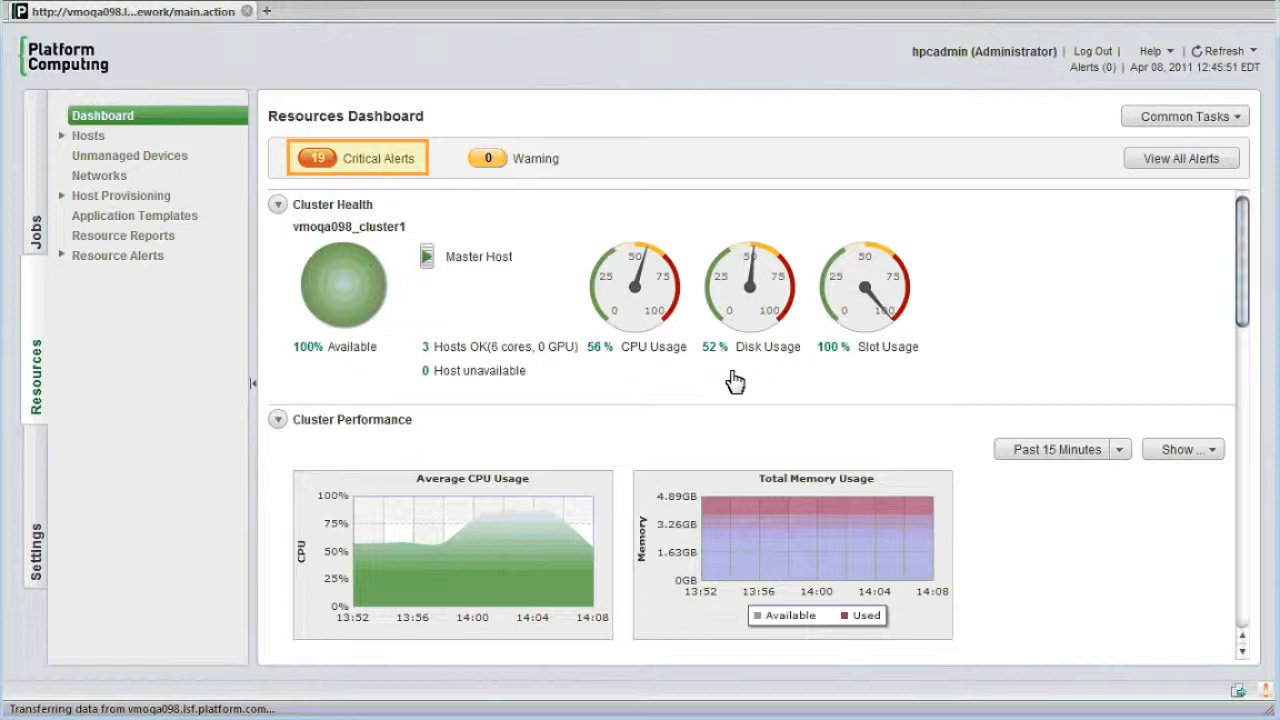 http://vmoqa098.l...ework/main.action
Platform
Computing
hpcadmin (Administrator) | Log Out | Help | Refresh
Alerts (0) | Apr 08, 2011 12:45:51 EDT
Jobs
Resources
Settings
Dashboard
Hosts
Unmanaged Devices
Networks
Host Provisioning
Application Templates
Resource Reports
Resource Alerts
Resources Dashboard
Common Tasks
19 Critical Alerts
0 Warning
View All Alerts
Cluster Health
vmoqa098_cluster1
Master Host
0 25 50 75 100
0 25 50 75 100
0 25 50 75 100
100% Available
3 Hosts OK(6 cores, 0 GPU)
56 % CPU Usage
52 % Disk Usage
100 % Slot Usage
0 Host unavailable
Cluster Performance
Past 15 Minutes
Show ...
Average CPU Usage
CPU
100%
75%
50%
25%
0%
13:52 13:56 14:00 14:04 14:08
Total Memory Usage
Memory
4.89GB
3.26GB
1.63GB
0GB
13:52 13:56 14:00 14:04 14:08
Available Used
Transferring data from vmoqa098.lsf.platform.com...